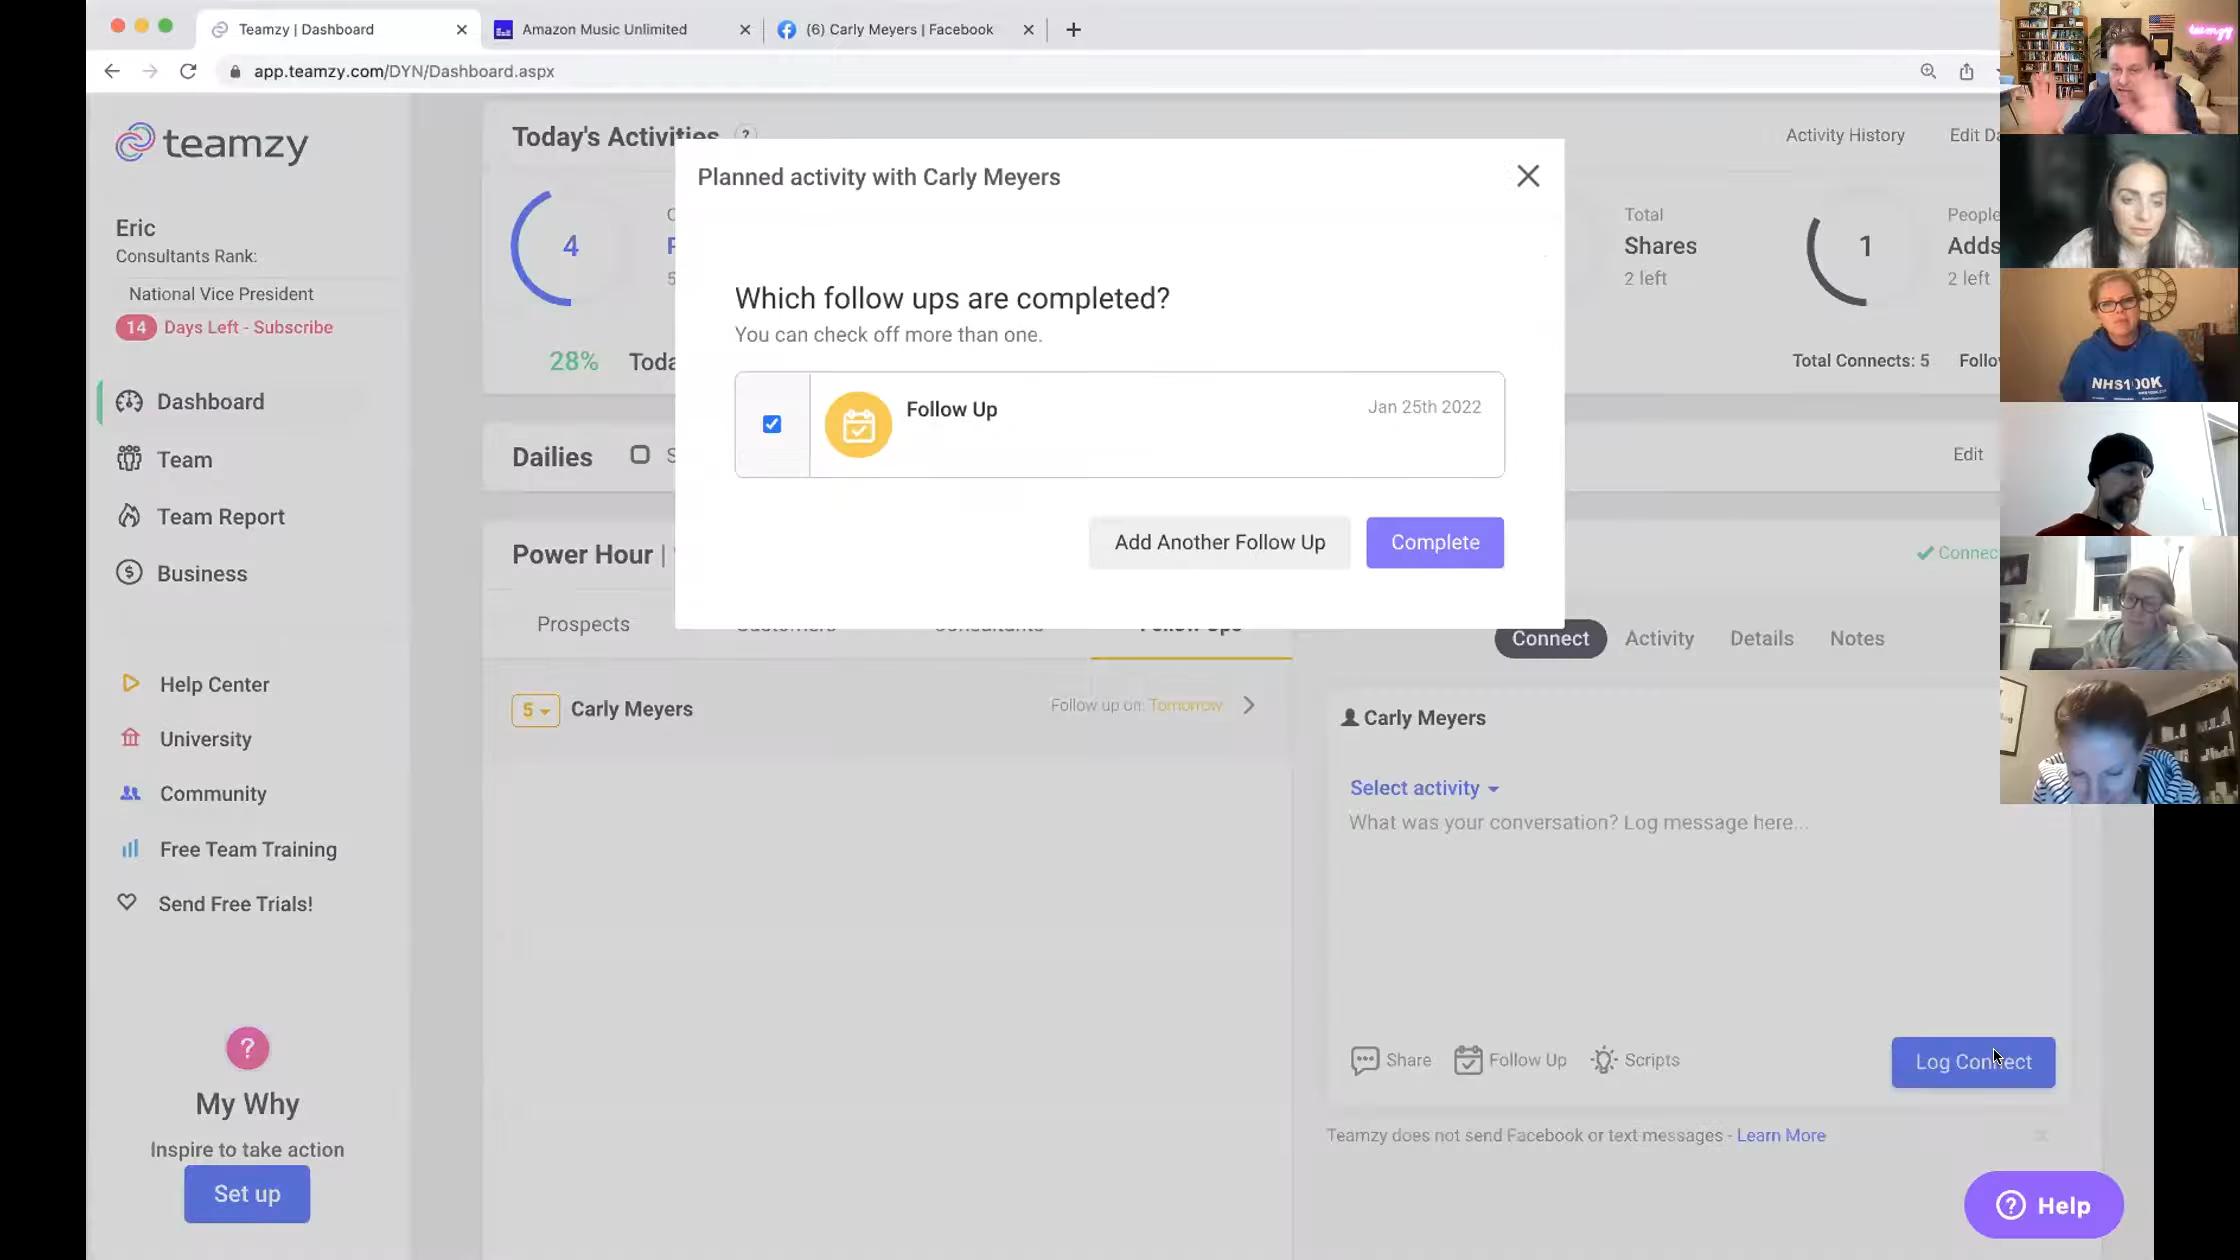 Teamzy | Dashboard
Amazon Music Unlimited
(6) Carly Meyers | Facebook
app.teamzy.com/DYN/Dashboard.aspx
teamzy
Eric
Consultants Rank:
National Vice President
14 Days Left - Subscribe
Dashboard
Team
Team Report
Business
Help Center
University
Community
Free Team Training
Send Free Trials!
?
My Why
Inspire to take action
Set up
Today's Activities ?
Activity History
4
28%
Total
Shares
2 left
1
Adds
2 left
Total Connects: 5
Planned activity with Carly Meyers
Which follow ups are completed?
You can check off more than one.
Follow Up
Jan 25th 2022
Add Another Follow Up
Complete
Dailies
Edit
Power Hour |
Prospects
Customers
Consultants
Follow Ups
5
Carly Meyers
Follow up on: Tomorrow
Connect
Activity
Details
Notes
Carly Meyers
Select activity
What was your conversation? Log message here...
Share
Follow Up
Scripts
Log Connect
Teamzy does not send Facebook or text messages - Learn More
Help
teamzy
NHS100K